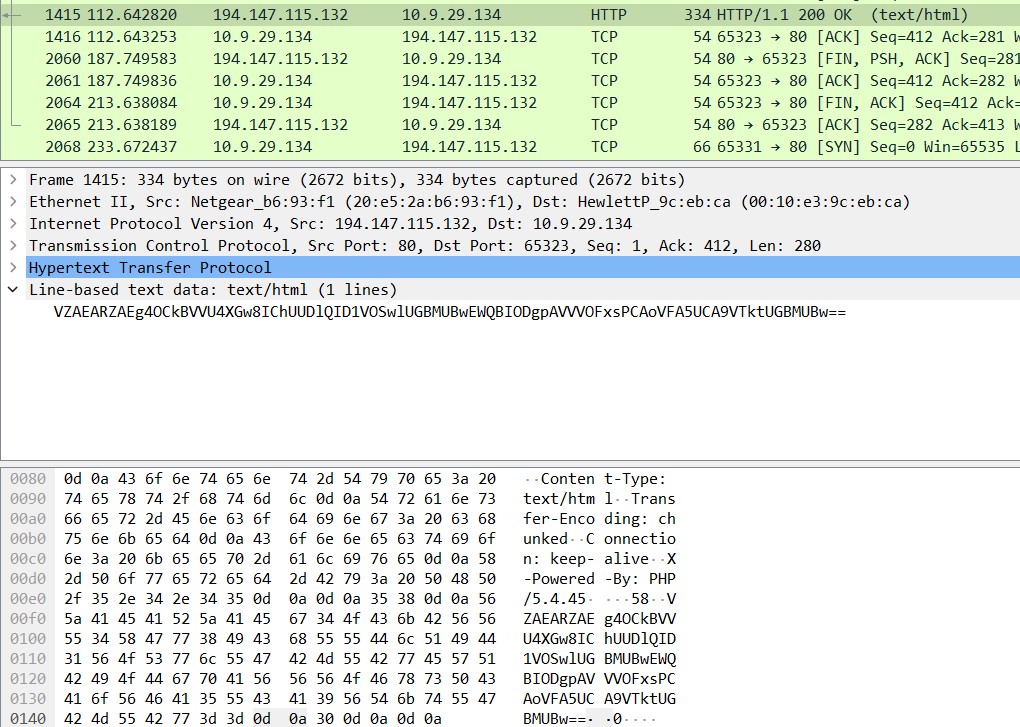 1415 112.642820 194.147.115.132 10.9.29.134 HTTP 334 HTTP/1.1 200 OK (text/html)
1416 112.643253 10.9.29.134 194.147.115.132 TCP 54 65323 → 80 [ACK] Seq=412 Ack=281
2060 187.749583 194.147.115.132 10.9.29.134 TCP 54 80 → 65323 [FIN, PSH, ACK] Seq=281
2061 187.749836 10.9.29.134 194.147.115.132 TCP 54 65323 → 80 [ACK] Seq=412 Ack=282
2064 213.638084 10.9.29.134 194.147.115.132 TCP 54 65323 → 80 [FIN, ACK] Seq=412 Ack=
2065 213.638189 194.147.115.132 10.9.29.134 TCP 54 80 → 65323 [ACK] Seq=282 Ack=413
2068 233.672437 10.9.29.134 194.147.115.132 TCP 66 65331 → 80 [SYN] Seq=0 Win=65535
Frame 1415: 334 bytes on wire (2672 bits), 334 bytes captured (2672 bits)
Ethernet II, Src: Netgear_b6:93:f1 (20:e5:2a:b6:93:f1), Dst: HewlettP_9c:eb:ca (00:10:e3:9c:eb:ca)
Internet Protocol Version 4, Src: 194.147.115.132, Dst: 10.9.29.134
Transmission Control Protocol, Src Port: 80, Dst Port: 65323, Seq: 1, Ack: 412, Len: 280
Hypertext Transfer Protocol
Line-based text data: text/html (1 lines)
VZAEARZAEg4OCkBVVU4XGw8IChUUDlQID1VOSwlUGBMUBwEWQBIODgpAVVVOFxsPCAoVFA5UCA9VTktUGBMUBw==
0080 0d 0a 43 6f 6e 74 65 6e 74 2d 54 79 70 65 3a 20 ··Conten t-Type:
0090 74 65 78 74 2f 68 74 6d 6c 0d 0a 54 72 61 6e 73 text/htm l··Trans
00a0 66 65 72 2d 45 6e 63 6f 64 69 6e 67 3a 20 63 68 fer-Enco ding: ch
00b0 75 6e 6b 65 64 0d 0a 43 6f 6e 6e 65 63 74 69 6f unked··C onnectio
00c0 6e 3a 20 6b 65 65 70 2d 61 6c 69 76 65 0d 0a 58 n: keep- alive··X
00d0 2d 50 6f 77 65 72 65 64 2d 42 79 3a 20 50 48 50 -Powered -By: PHP
00e0 2f 35 2e 34 2e 34 35 0d 0a 0d 0a 35 38 0d 0a 56 /5.4.45· ···58··V
00f0 5a 41 45 41 52 5a 41 45 67 34 4f 43 6b 42 56 56 ZAEARZAE g4OCkBVV
0100 55 34 58 47 77 38 49 43 68 55 55 44 6c 51 49 44 U4XGw8IC hUUDlQID
0110 31 56 4f 53 77 6c 55 47 42 4d 55 42 77 45 57 51 1VOSwlUG BMUBwEWQ
0120 42 49 4f 44 67 70 41 56 56 56 4f 46 78 73 50 43 BIODgpAV VVOFxsPC
0130 41 6f 56 46 41 35 55 43 41 39 56 54 6b 74 55 47 AoVFA5UC A9VTktUG
0140 42 4d 55 42 77 3d 3d 0d 0a 30 0d 0a 0d 0a BMUBw==· ·0····